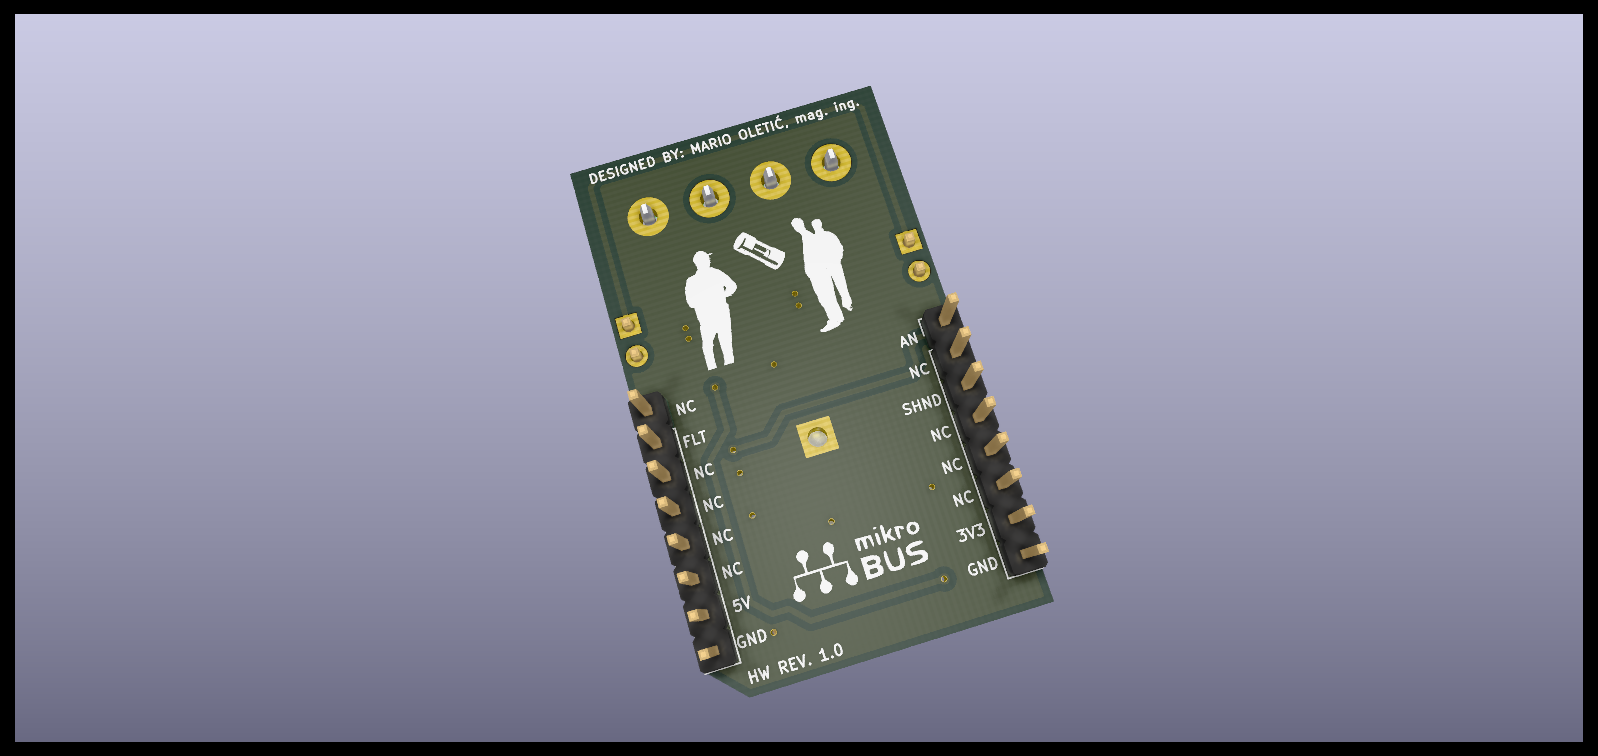 DESIGNED BY: MARIO OLETIĆ, mag. ing.
AN
NC
SHND
NC
NC
NC
3V3
GND
NC
FLT
NC
NC
NC
NC
5V
GND
mikro
BUS
HW REV. 1.0